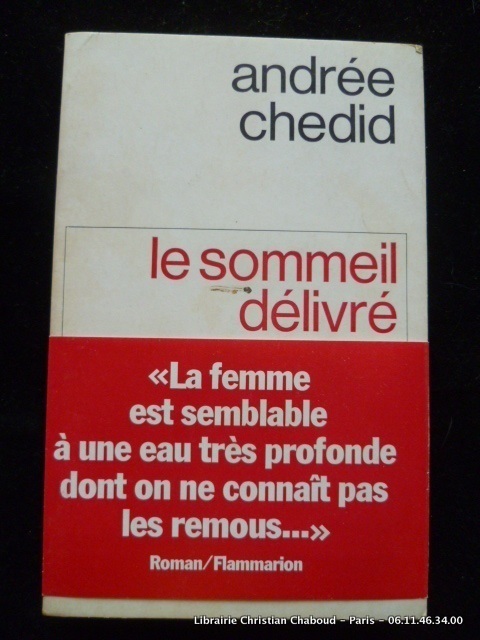 andrée
chedid
le sommeil
délivré
«La femme
est semblable
à une eau très profonde
dont on ne connaît pas
les remous...»
Roman/Flammarion
Librairie Christian Chaboud - Paris - 06.11.46.34.00